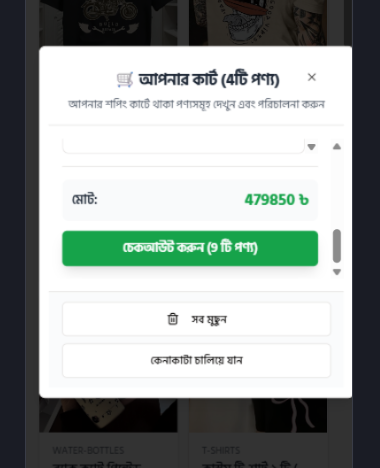 🛒 আপনার কার্ট (4টি পণ্য)
আপনার শপিং কার্টে থাকা পণ্যসমূহ দেখুন এবং পরিচালনা করুন
মোট: 479850 ৳
চেকআউট করুন (৭ টি পণ্য)
সব মুছুন
কেনাকাটা চালিয়ে যান
WATER-BOTTLES T-SHIRTS